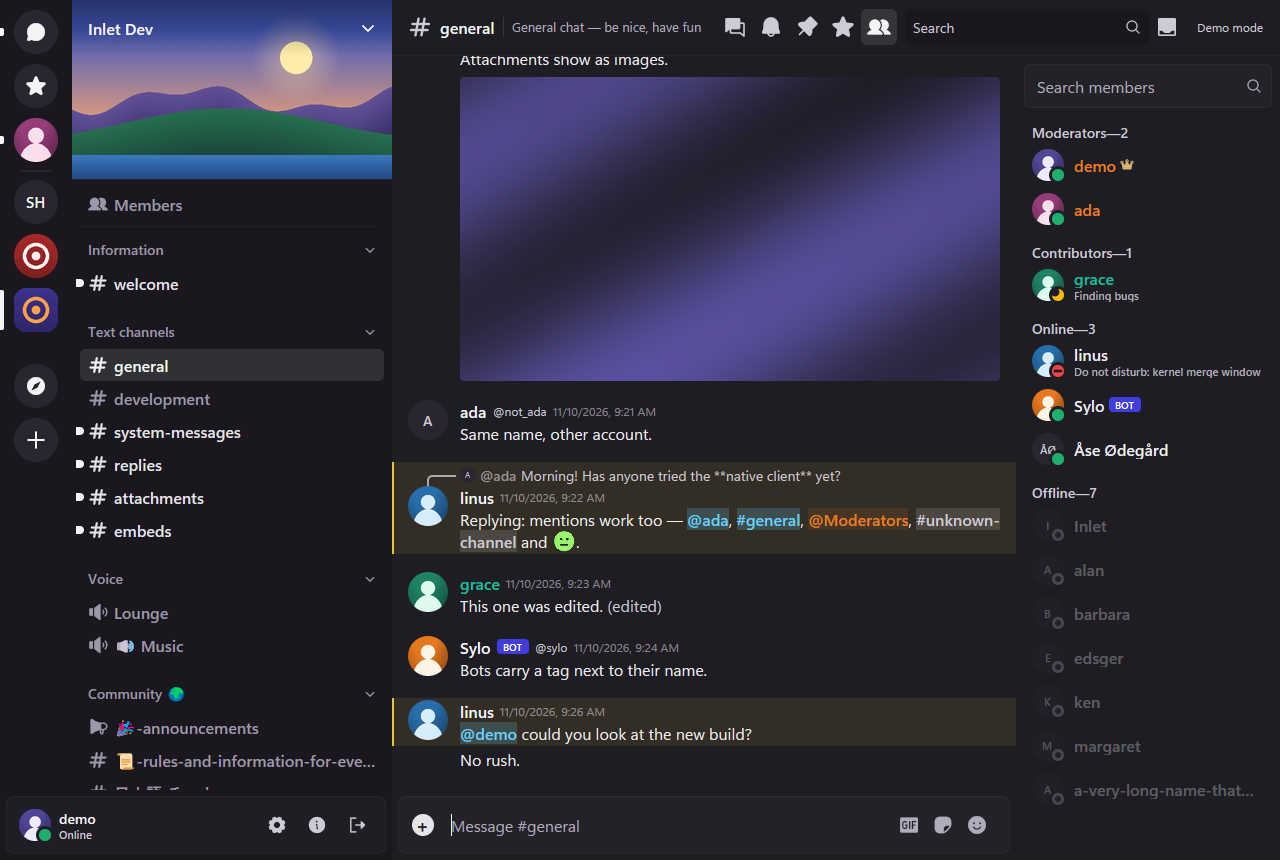 Inlet Dev
SH
Members
Information
# welcome
Text channels
# general
# development
# system-messages
# replies
# attachments
# embeds
Voice
Lounge
Music
Community 🌍
🎉-announcements
# 📜-rules-and-information-for-eve...
demo
Online
# general
General chat — be nice, have fun
Search
Demo mode
Attachments show as images.
A
ada @not_ada 11/10/2026, 9:21 AM
Same name, other account.
A @ada Morning! Has anyone tried the **native client** yet?
linus 11/10/2026, 9:22 AM
Replying: mentions work too — @ada, #general, @Moderators, #unknown-
channel and 😐.
grace 11/10/2026, 9:23 AM
This one was edited. (edited)
Sylo BOT @sylo 11/10/2026, 9:24 AM
Bots carry a tag next to their name.
linus 11/10/2026, 9:26 AM
@demo could you look at the new build?
No rush.
Message #general
GIF
Search members
Moderators—2
demo
ada
Contributors—1
grace
Finding bugs
Online—3
linus
Do not disturb: kernel merge window
Sylo BOT
ÅØ
Åse Ødegård
Offline—7
I
Inlet
A
alan
B
barbara
E
edsger
K
ken
M
margaret
A
a-very-long-name-that...